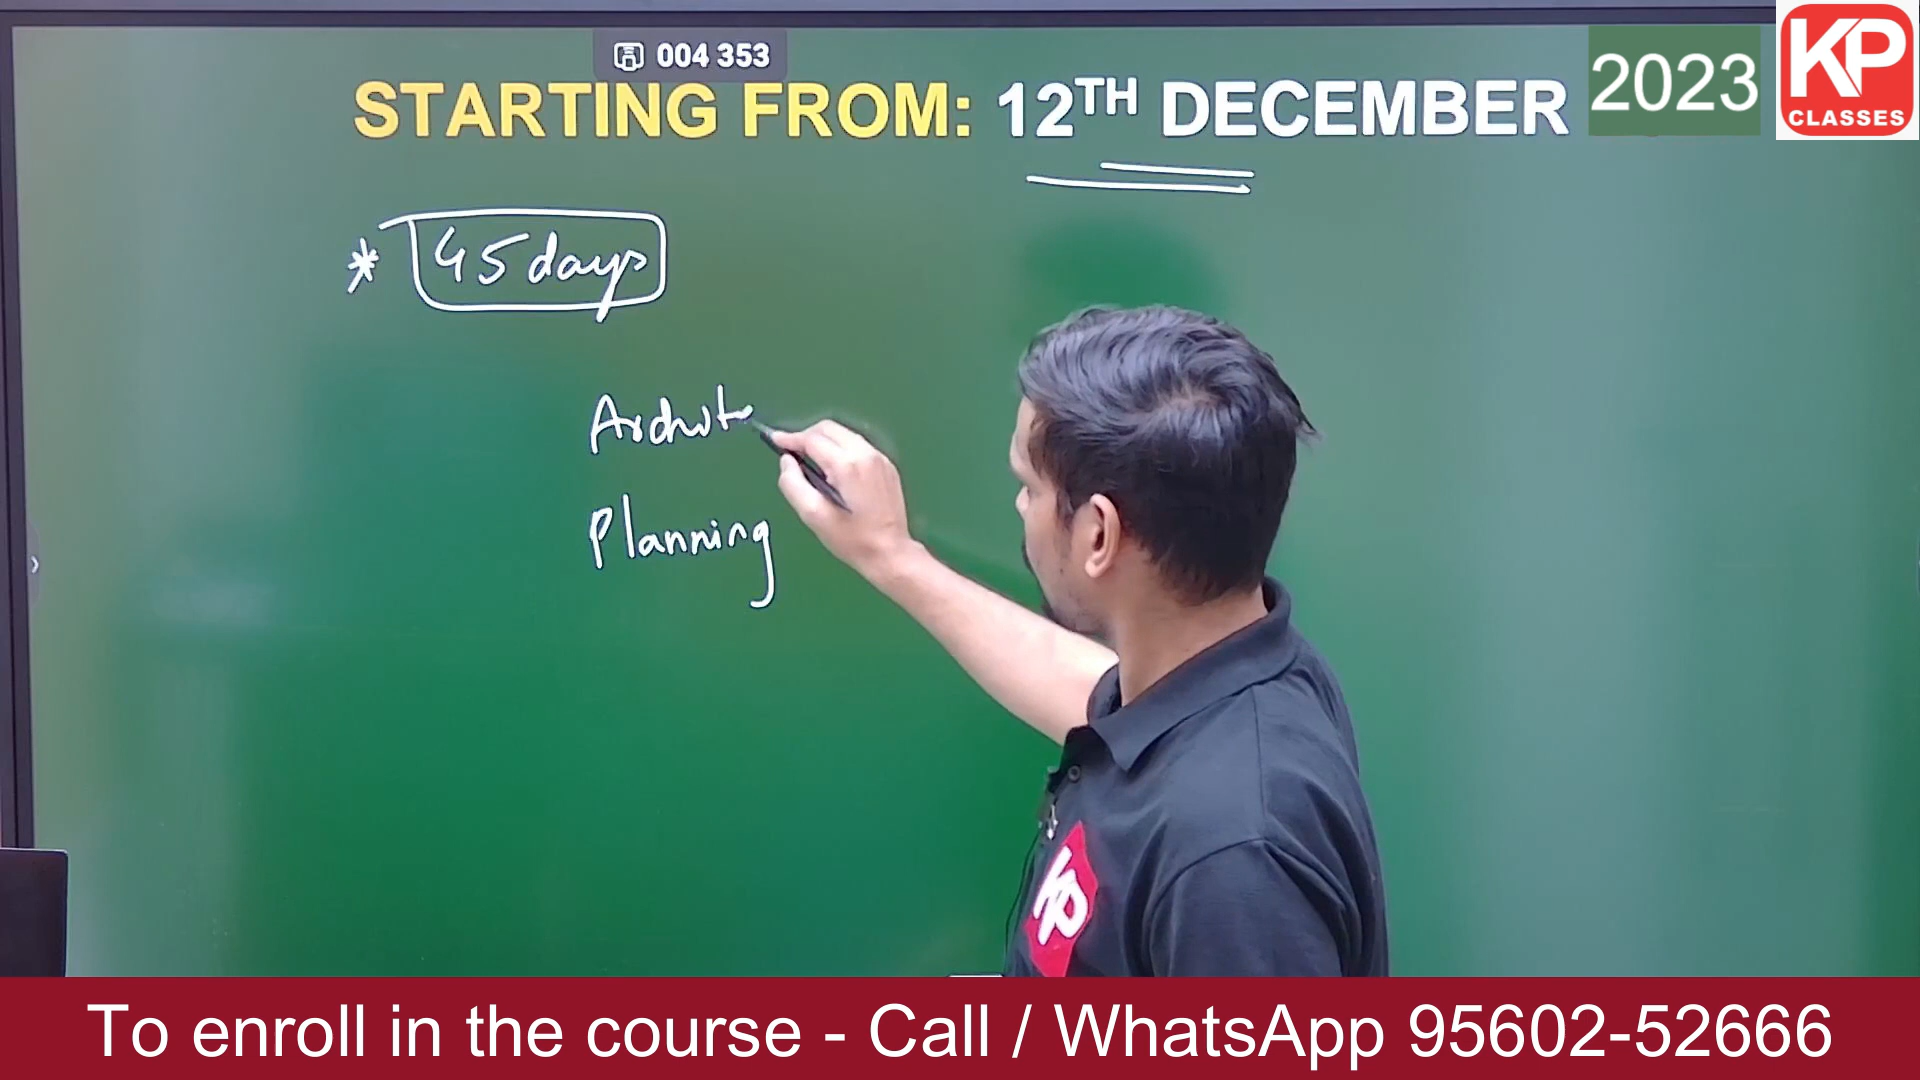 004 353
STARTING FROM: 12TH DECEMBER 2023
KP
CLASSES
* 45 days
Planning
KP
To enroll in the course - Call / WhatsApp 95602-52666